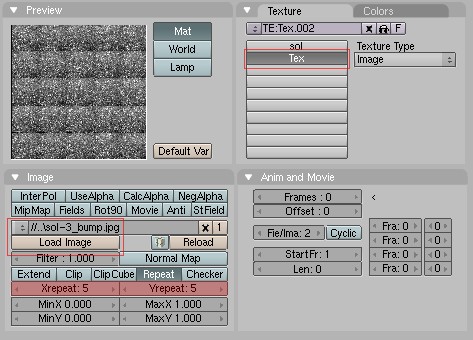 Preview
Mat
World
Lamp
Default Var
Texture
Colors
TE:Tex.002
F
sol
Tex
Texture Type
Image
Image
InterPol
UseAlpha
CalcAlpha
NegAlpha
MipMap
Fields
Rot90
Movie
Anti
StField
//..\sol-3_bump.jpg
1
Load Image
Reload
Filter : 1.000
Normal Map
Extend
Clip
ClipCube
Repeat
Checker
Xrepeat: 5
Yrepeat: 5
MinX 0.000
MaxX 1.000
MinY 0.000
MaxY 1.000
Anim and Movie
Frames : 0
<
Offset : 0
Fie/Ima: 2
Cyclic
StartFr: 1
Len: 0
Fra: 0
0
Fra: 0
0
Fra: 0
0
Fra: 0
0